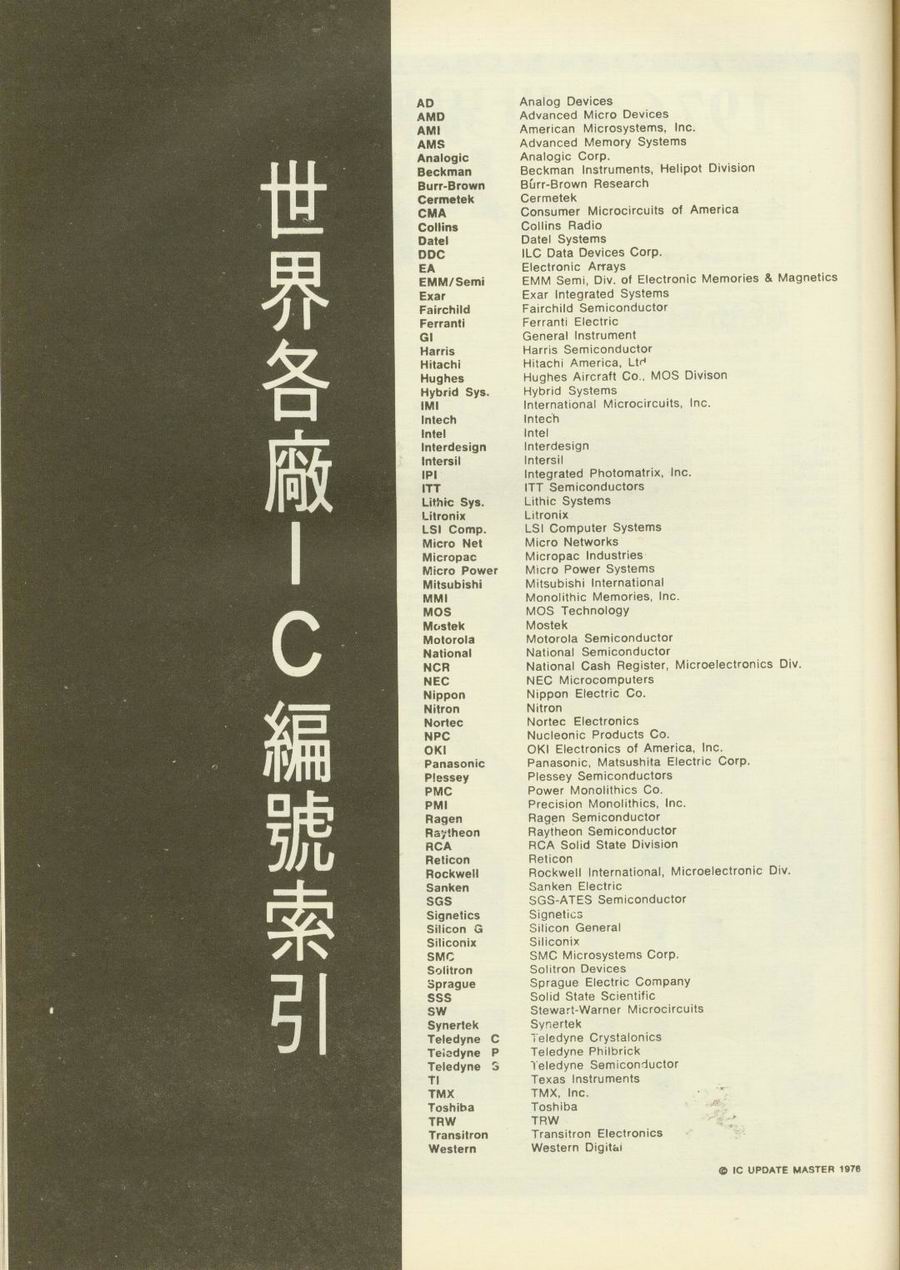 世界各廠IC編號索引
AD Analog Devices
AMD Advanced Micro Devices
AMI American Microsystems, Inc.
AMS Advanced Memory Systems
Analogic Analogic Corp.
Beckman Beckman Instruments, Helipot Division
Burr-Brown Burr-Brown Research
Cermetek Cermetek
CMA Consumer Microcircuits of America
Collins Collins Radio
Datel Datel Systems
DDC ILC Data Devices Corp.
EA Electronic Arrays
EMM/Semi EMM Semi, Div. of Electronic Memories & Magnetics
Exar Exar Integrated Systems
Fairchild Fairchild Semiconductor
Ferranti Ferranti Electric
GI General Instrument
Harris Harris Semiconductor
Hitachi Hitachi America, Ltd
Hughes Hughes Aircraft Co., MOS Divison
Hybrid Sys. Hybrid Systems
IMI International Microcircuits, Inc.
Intech Intech
Intel Intel
Interdesign Interdesign
Intersil Intersil
IPI Integrated Photomatrix, Inc.
ITT ITT Semiconductors
Lithic Sys. Lithic Systems
Litronix Litronix
LSI Comp. LSI Computer Systems
Micro Net Micro Networks
Micropac Micropac Industries
Micro Power Micro Power Systems
Mitsubishi Mitsubishi International
MMI Monolithic Memories, Inc.
MOS MOS Technology
Mostek Mostek
Motorola Motorola Semiconductor
National National Semiconductor
NCR National Cash Register, Microelectronics Div.
NEC NEC Microcomputers
Nippon Nippon Electric Co.
Nitron Nitron
Nortec Nortec Electronics
NPC Nucleonic Products Co.
OKI OKI Electronics of America, Inc.
Panasonic Panasonic, Matsushita Electric Corp.
Plessey Plessey Semiconductors
PMC Power Monolithics Co.
PMI Precision Monolithics, Inc.
Ragen Ragen Semiconductor
Raytheon Raytheon Semiconductor
RCA RCA Solid State Division
Reticon Reticon
Rockwell Rockwell International, Microelectronic Div.
Sanken Sanken Electric
SGS SGS-ATES Semiconductor
Signetics Signetics
Silicon G Silicon General
Siliconix Siliconix
SMC SMC Microsystems Corp.
Solitron Solitron Devices
Sprague Sprague Electric Company
SSS Solid State Scientific
SW Stewart-Warner Microcircuits
Synertek Synertek
Teledyne C Teledyne Crystalonics
Teledyne P Teledyne Philbrick
Teledyne S Teledyne Semiconductor
TI Texas Instruments
TMX TMX, Inc.
Toshiba Toshiba
TRW TRW
Transitron Transitron Electronics
Western Western Digital
© IC UPDATE MASTER 1976